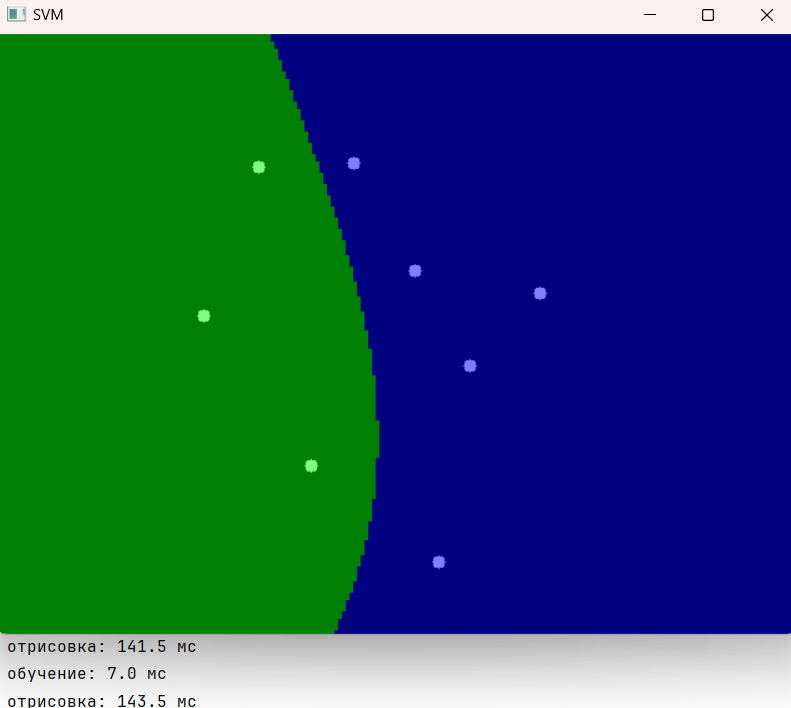 SVM
отрисовка: 141.5 мс
обучение: 7.0 мс
отрисовка: 143.5 мс